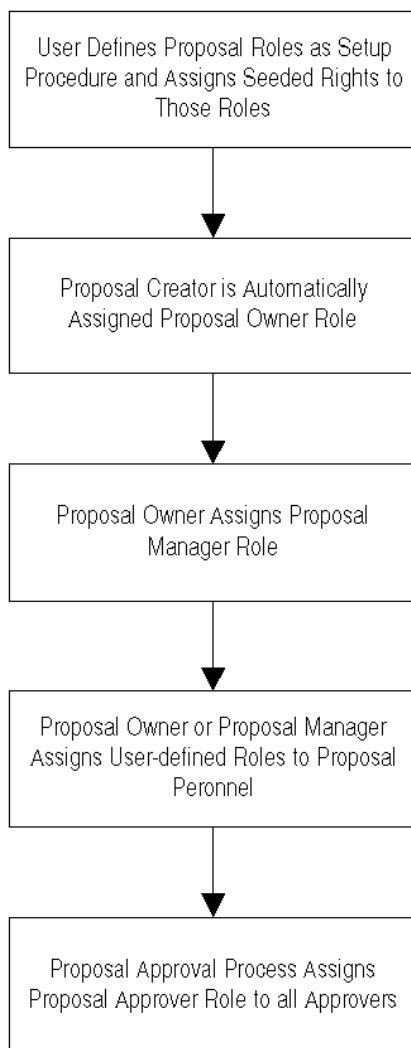 User Defines Proposal Roles as Setup
Procedure and Assigns Seeded Rights to
Those Roles
Proposal Creator is Automatically
Assigned Proposal Owner Role
Proposal Owner Assigns Proposal
Manager Role
Proposal Owner or Proposal Manager
Assigns User-defined Roles to Proposal
Peronnel
Proposal Approval Process Assigns
Proposal Approver Role to all Approvers